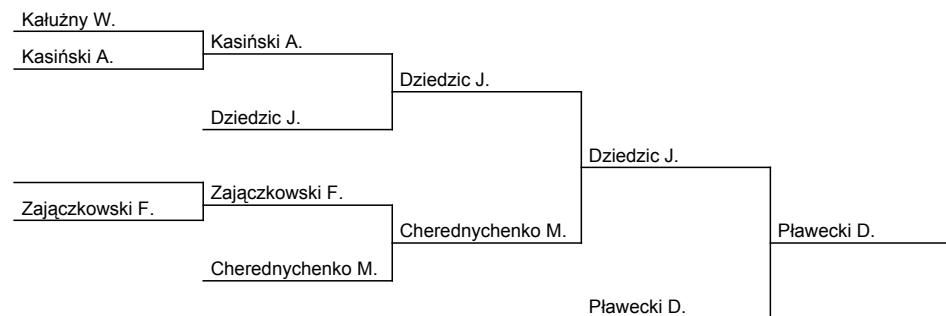 Kałużny W.
Kasiński A.
Kasiński A.
Dziedzic J.
Dziedzic J.
Dziedzic J.
Zajączkowski F.
Zajączkowski F.
Cherednychenko M.
Pławecki D.
Cherednychenko M.
Pławecki D.